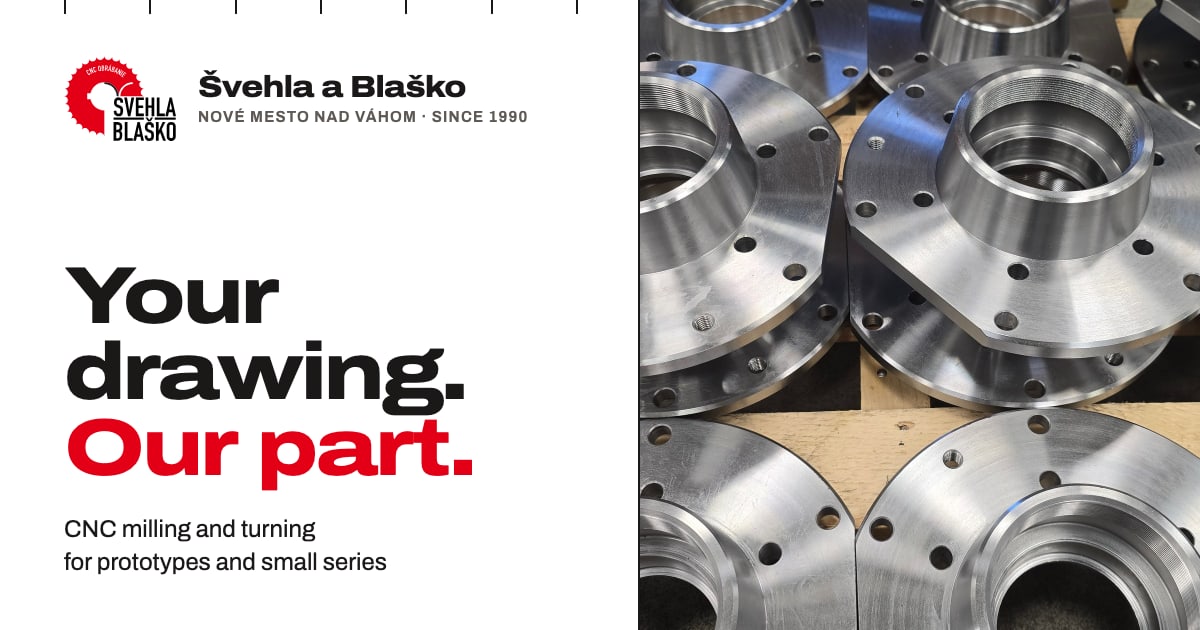 CNC OBRÁBANIE
ŠVEHLA
BLAŠKO
Švehla a Blaško
NOVÉ MESTO NAD VÁHOM · SINCE 1990
Your
drawing.
Our part.
CNC milling and turning
for prototypes and small series